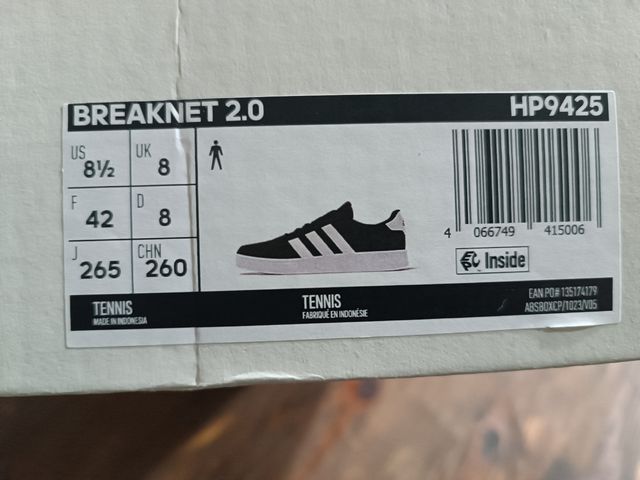 BREAKNET 2.0 HP9425
US 8½ UK 8
F 42 D 8
J 265 CHN 260
4 066749 415006
Inside
TENNIS
MADE IN INDONESIA
TENNIS
FABRIQUÉ EN INDONÉSIE
EAN PO# 135174179
ABSBOXCP/1023/V05